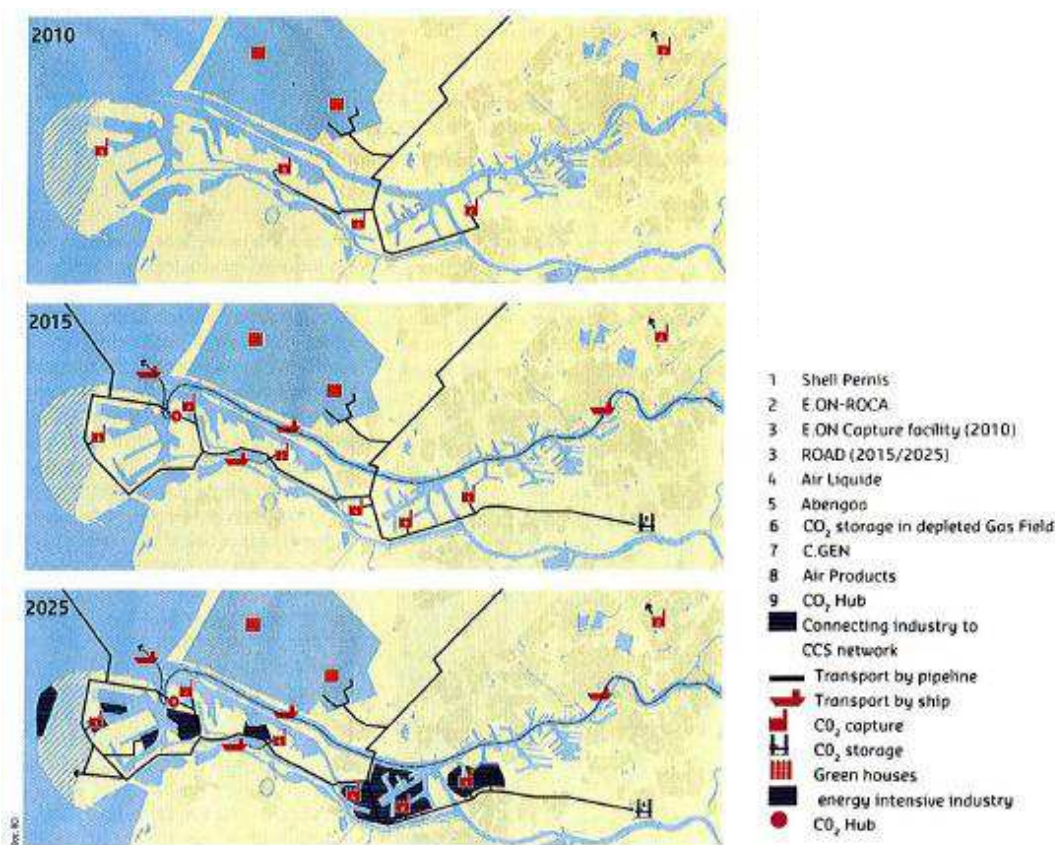 2010
2015
2025
1 Shell Pernis
2 E.ON-ROCA
3 E.ON Capture facility (2010)
3 ROAD (2015/2025)
4 Air Liquide
5 Abengoa
6 CO₂ storage in depleted Gas Field
7 C.GEN
8 Air Products
9 CO₂ Hub
Connecting industry to
CCS network
Transport by pipeline
Transport by ship
CO₂ capture
CO₂ storage
Green houses
energy intensive industry
CO₂ Hub